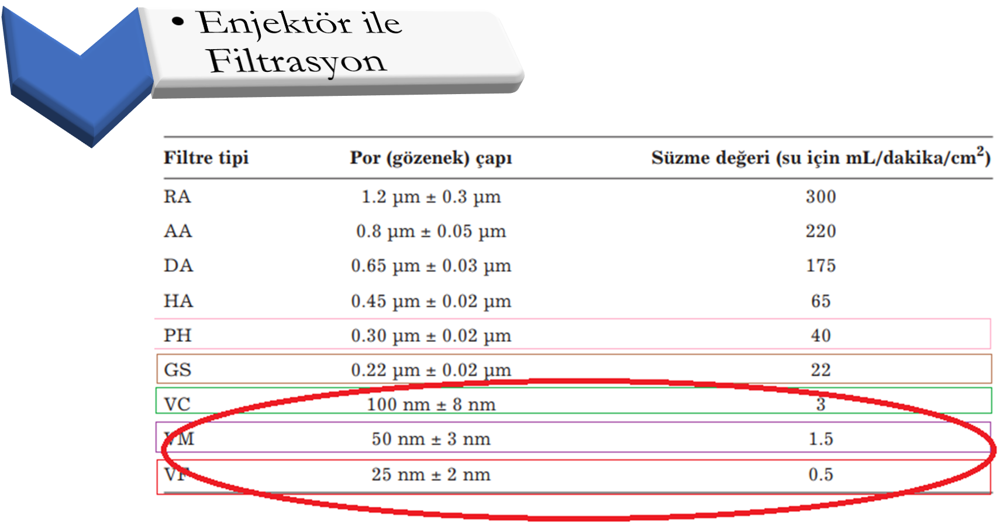 • Enjektör ile
Filtrasyon
Filtre tipi Por (gözenek) çapı Süzme değeri (su için mL/dakika/cm²)
RA 1.2 µm ± 0.3 µm 300
AA 0.8 µm ± 0.05 µm 220
DA 0.65 µm ± 0.03 µm 175
HA 0.45 µm ± 0.02 µm 65
PH 0.30 µm ± 0.02 µm 40
GS 0.22 µm ± 0.02 µm 22
VC 100 nm ± 8 nm 3
VM 50 nm ± 3 nm 1.5
VF 25 nm ± 2 nm 0.5